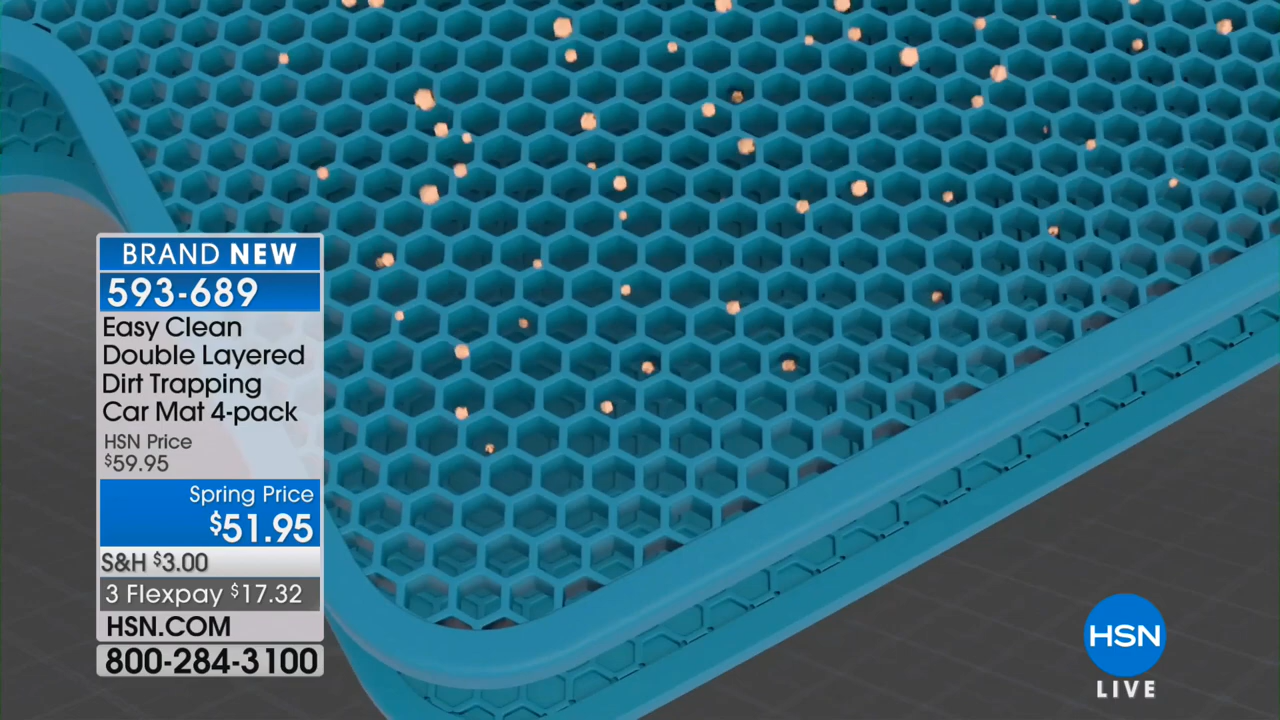 BRAND NEW
593-689
Easy Clean
Double Layered
Dirt Trapping
Car Mat 4-pack
HSN Price
$59.95
Spring Price
$51.95
S&H $3.00
3 Flexpay $17.32
HSN.COM
800-284-3100
HSN
LIVE